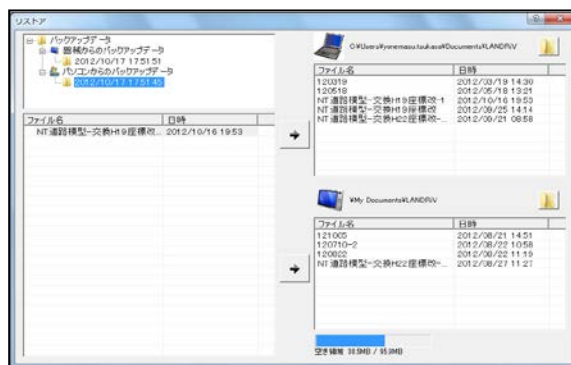 リストア
バックアップデータ
器械からのバックアップデータ
2012/10/17 17:51:51
パソコンからのバックアップデータ
2012/10/17 17:51:45
ファイル名 日時
NT道路模型-交換H19座標改... 2012/10/16 19:53
ファイル名 日時
120319 2012/03/19 14:30
120518 2012/05/18 13:21
NT道路模型-交換H19座標改-1 2012/10/16 19:53
NT道路模型-交換H19座標改 2012/09/25 14:14
NT道路模型-交換H22座標改-... 2012/09/21 08:58
¥My Documents¥LANDRiV
ファイル名 日時
121005 2012/08/21 14:51
120710-2 2012/08/22 10:58
120822 2012/08/22 11:19
NT道路模型-交換H22座標改-... 2012/08/27 11:27
空き領域